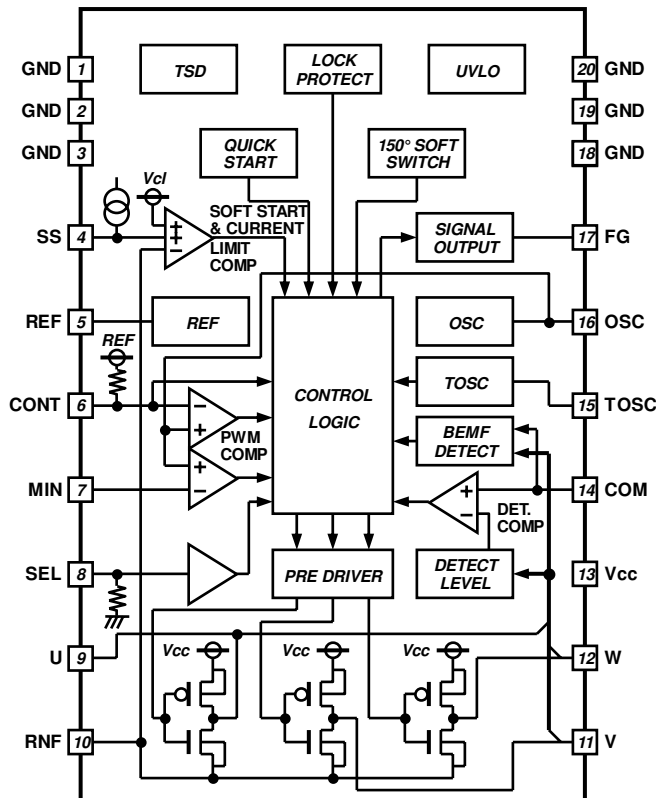 TSD
LOCK
PROTECT
UVLO
GND 1
20 GND
GND 2
19 GND
GND 3
18 GND
QUICK
START
150° SOFT
SWITCH
Vcl
SOFT START
& CURRENT
LIMIT
COMP
SS 4
+
+
−
SIGNAL
OUTPUT
17 FG
REF 5
REF
OSC
16 OSC
REF
CONTROL
LOGIC
TOSC
CONT 6
15 TOSC
−
+
PWM
COMP
BEMF
DETECT
+
−
MIN 7
+
−
DET.
COMP
14 COM
SEL 8
PRE DRIVER
DETECT
LEVEL
13 Vcc
Vcc
Vcc
Vcc
U 9
12 W
RNF 10
11 V